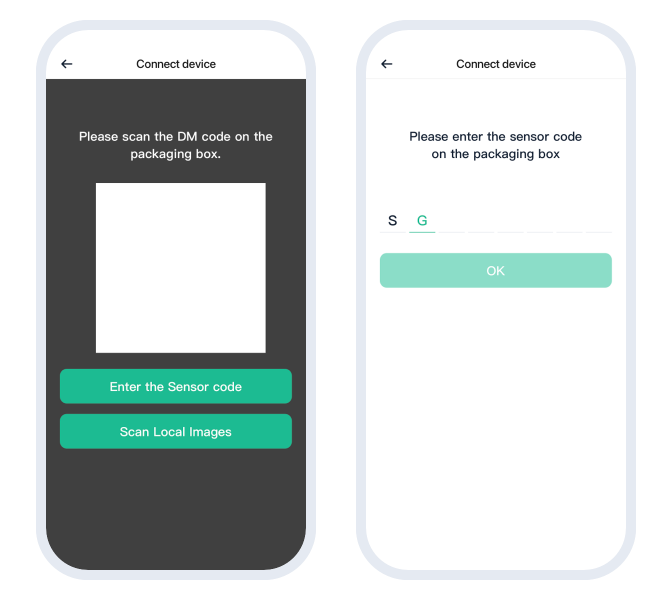 Connect device
Please scan the DM code on the
packaging box.
Enter the Sensor code
Scan Local Images
Connect device
Please enter the sensor code
on the packaging box
S G
OK